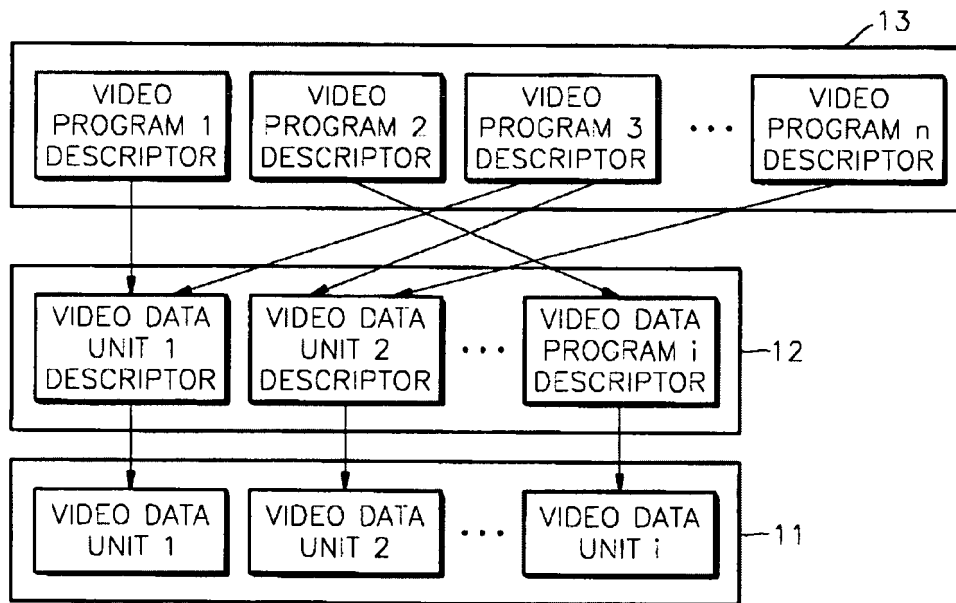 13
VIDEO
PROGRAM 1
DESCRIPTOR
VIDEO
PROGRAM 2
DESCRIPTOR
VIDEO
PROGRAM 3
DESCRIPTOR
...
VIDEO
PROGRAM n
DESCRIPTOR
VIDEO DATA
UNIT 1
DESCRIPTOR
VIDEO DATA
UNIT 2
DESCRIPTOR
...
VIDEO DATA
PROGRAM i
DESCRIPTOR
12
VIDEO DATA
UNIT 1
VIDEO DATA
UNIT 2
...
VIDEO DATA
UNIT i
11